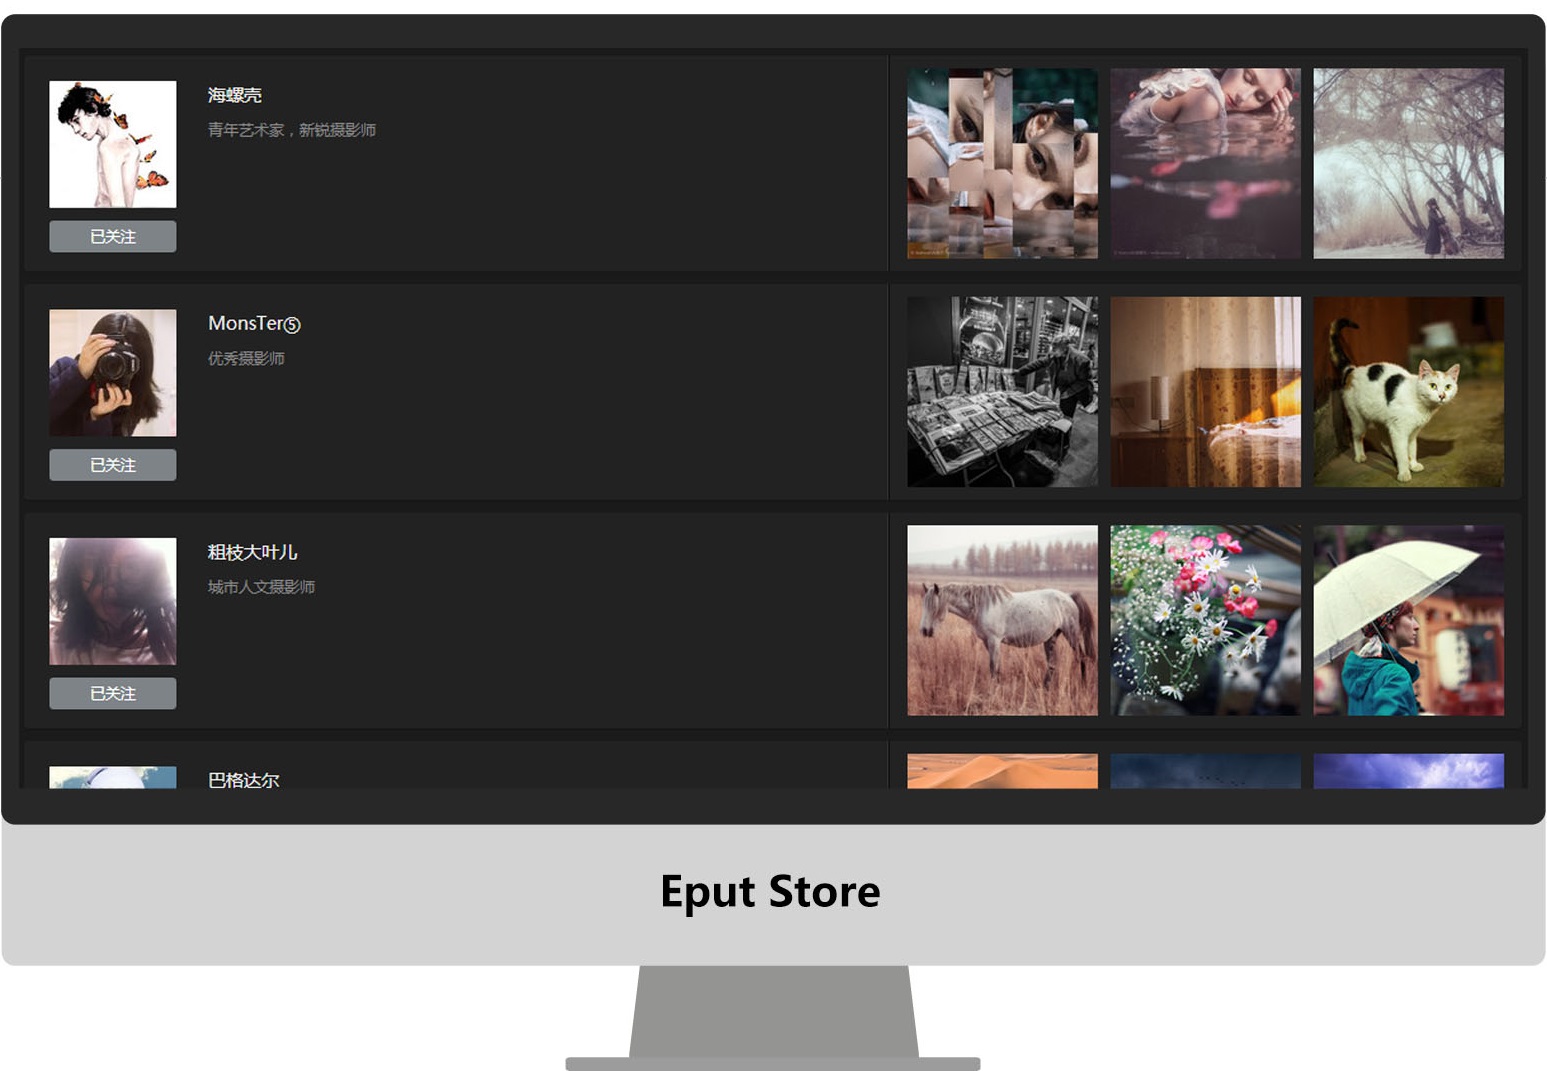 海螺壳
青年艺术家，新锐摄影师
已关注
MonsTer⑤
优秀摄影师
已关注
粗枝大叶儿
城市人文摄影师
已关注
巴格达尔
Eput Store